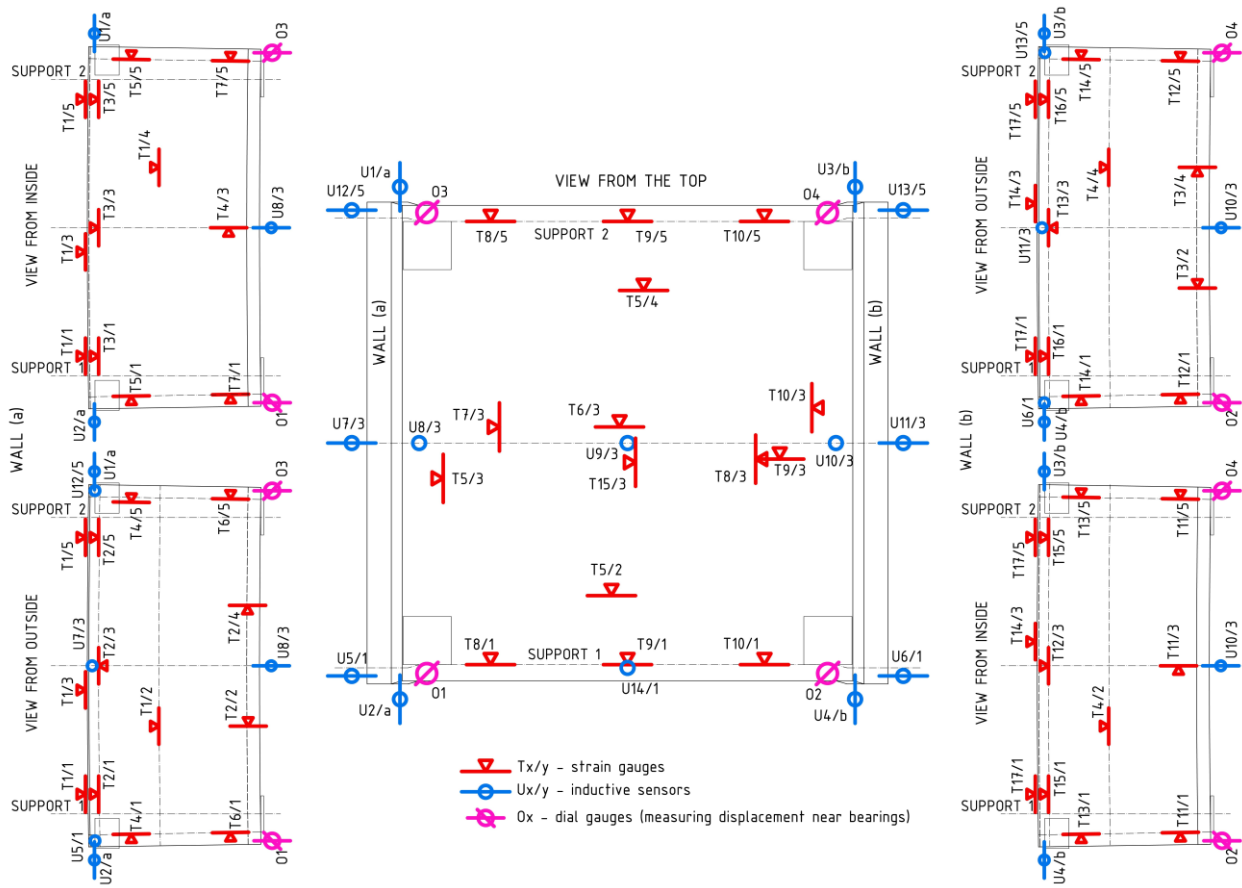 U1/a
O3
SUPPORT 2
T5/5
T7/5
T1/5
T3/5
T1/4
VIEW FROM INSIDE
T3/3
T4/3
U8/3
T1/3
T1/1
T3/1
SUPPORT 1
T5/1
T7/1
O1
U2/a
WALL (a)
U12/5
U1/a
O3
SUPPORT 2
T4/5
T6/5
T1/5
T2/5
VIEW FROM OUTSIDE
T2/4
U7/3
T2/3
U8/3
T1/3
T1/2
T2/2
T1/1
T2/1
SUPPORT 1
T4/1
T6/1
U5/1
U2/a
O1
VIEW FROM THE TOP
U1/a
U3/b
U12/5
O3
O4
U13/5
T8/5
SUPPORT 2
T9/5
T10/5
T5/4
WALL (a)
WALL (b)
T7/3
T6/3
T10/3
U7/3
U8/3
U9/3
U10/3
U11/3
T5/3
T15/3
T8/3
T9/3
T5/2
T8/1
SUPPORT 1
T9/1
T10/1
U5/1
U6/1
O1
U14/1
O2
U2/a
U4/b
Tx/y - strain gauges
Ux/y - inductive sensors
Ox - dial gauges (measuring displacement near bearings)
U13/5
U3/b
O4
SUPPORT 2
T14/5
T12/5
T17/5
T16/5
VIEW FROM OUTSIDE
T14/3
T13/3
T4/4
T3/4
U10/3
U11/3
T3/2
T17/1
T16/1
SUPPORT 1
T14/1
T12/1
U6/1
U4/b
O2
WALL (b)
U3/b
O4
SUPPORT 2
T13/5
T11/5
T17/5
T15/5
VIEW FROM INSIDE
T14/3
T12/3
T11/3
U10/3
T4/2
T17/1
T15/1
SUPPORT 1
T13/1
T11/1
U4/b
O2